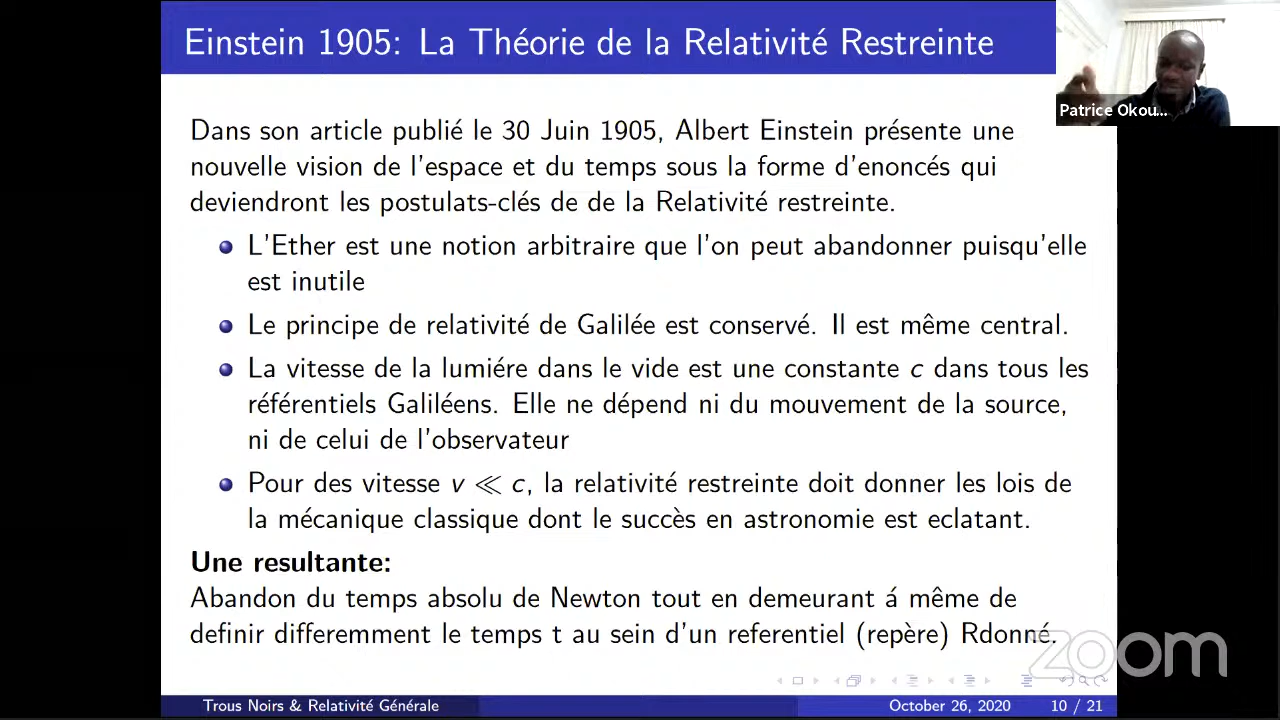 Einstein 1905: La Théorie de la Relativité Restreinte
Patrice Okou...
Dans son article publié le 30 Juin 1905, Albert Einstein présente une
nouvelle vision de l'espace et du temps sous la forme d'enoncés qui
deviendront les postulats-clés de de la Relativité restreinte.
L'Ether est une notion arbitraire que l'on peut abandonner puisqu'elle
est inutile
Le principe de relativité de Galilée est conservé. Il est même central.
La vitesse de la lumiére dans le vide est une constante c dans tous les
référentiels Galiléens. Elle ne dépend ni du mouvement de la source,
ni de celui de l'observateur
Pour des vitesse v ≪ c, la relativité restreinte doit donner les lois de
la mécanique classique dont le succès en astronomie est eclatant.
Une resultante:
Abandon du temps absolu de Newton tout en demeurant á même de
definir differemment le temps t au sein d'un referentiel (repère) Rdonné.
zoom
Trous Noirs & Relativité Générale October 26, 2020 10 / 21